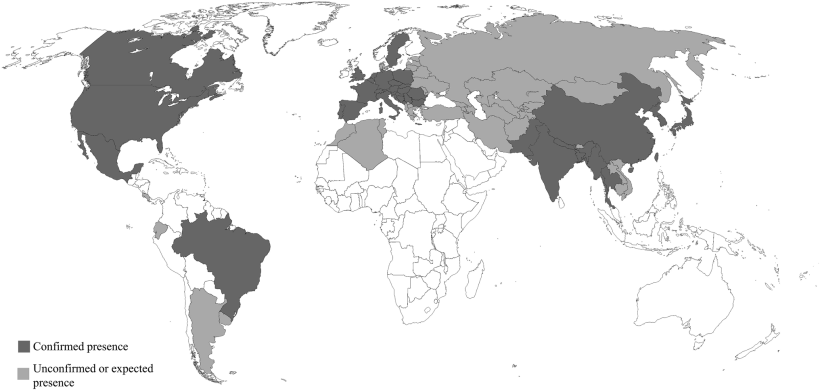 Confirmed presence
Unconfirmed or expected
presence